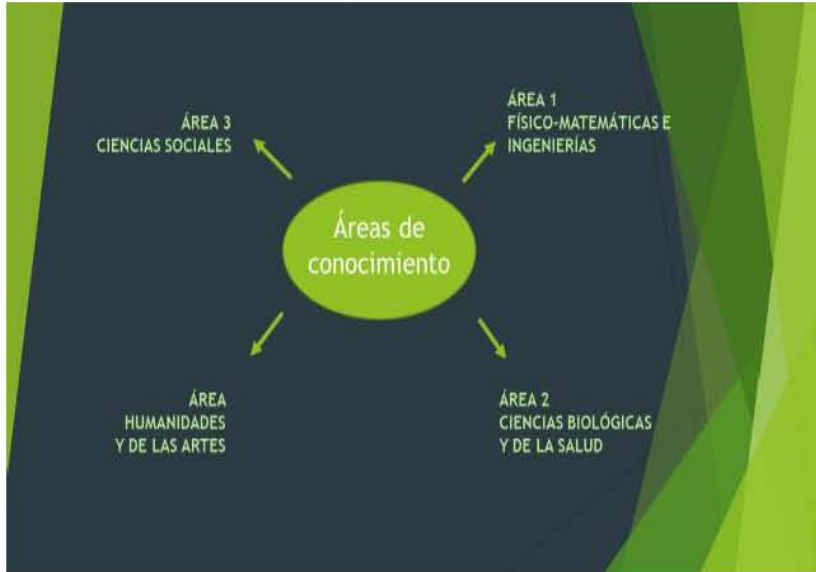 ÁREA 3
CIENCIAS SOCIALES
ÁREA 1
FÍSICO-MATEMÁTICAS E
INGENIERÍAS
Áreas de
conocimiento
ÁREA
HUMANIDADES
Y DE LAS ARTES
ÁREA 2
CIENCIAS BIOLÓGICAS
Y DE LA SALUD